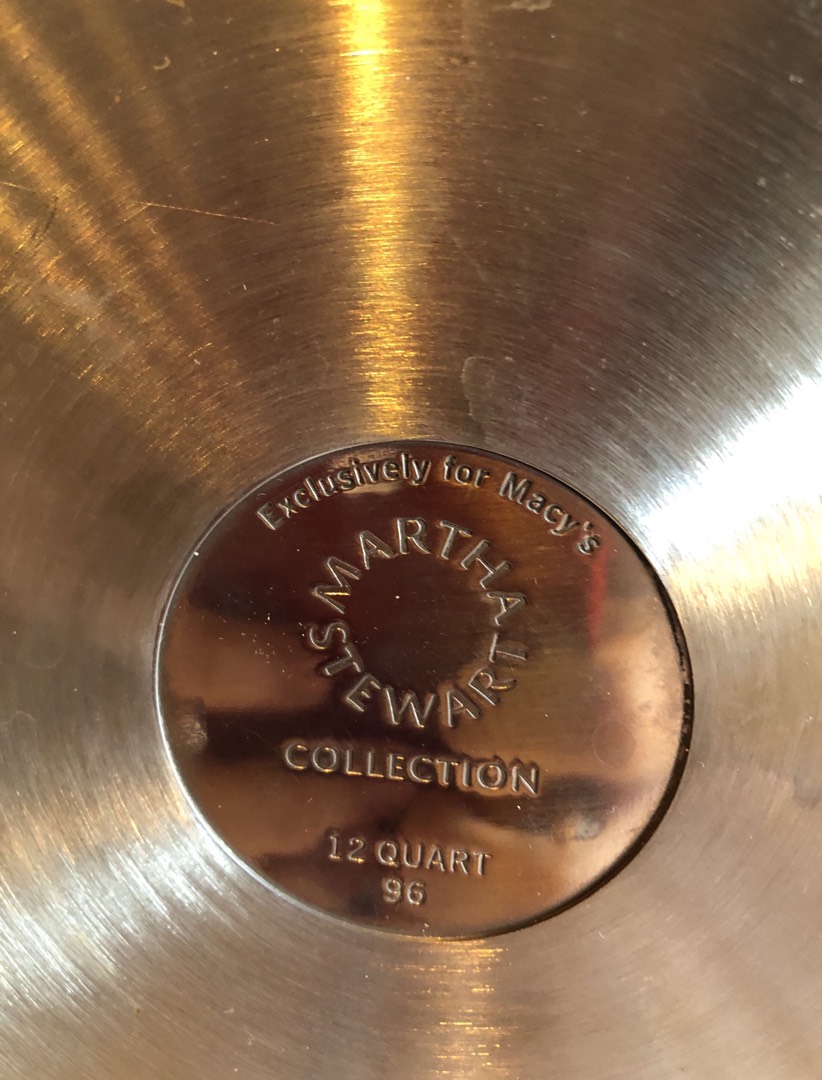 Exclusively for Macy's
MARTHA
STEWART
COLLECTION
12 QUART
96